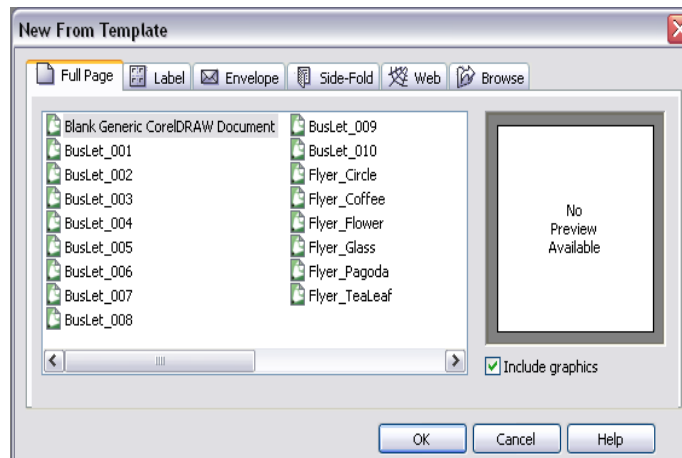 New From Template
Full Page
Label
Envelope
Side-Fold
Web
Browse
Blank Generic CorelDRAW Document
BusLet_001
BusLet_002
BusLet_003
BusLet_004
BusLet_005
BusLet_006
BusLet_007
BusLet_008
BusLet_009
BusLet_010
Flyer_Circle
Flyer_Coffee
Flyer_Flower
Flyer_Glass
Flyer_Pagoda
Flyer_TeaLeaf
No
Preview
Available
Include graphics
OK
Cancel
Help